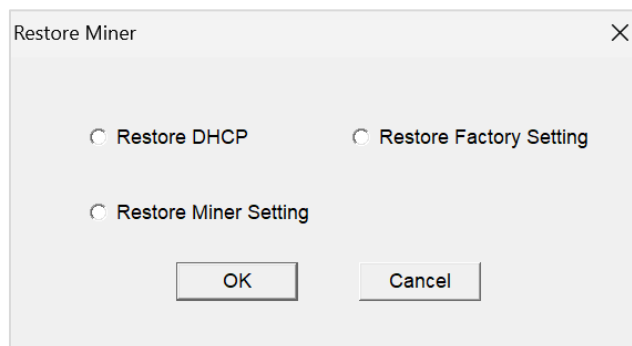 Restore Miner
Restore DHCP
Restore Factory Setting
Restore Miner Setting
OK
Cancel